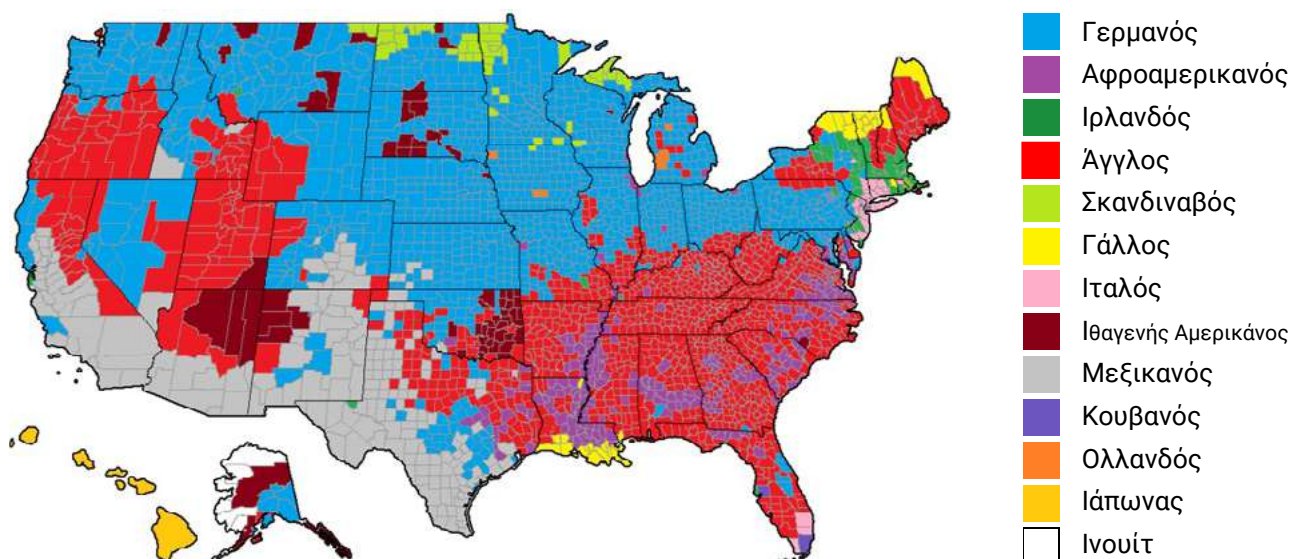 Γερμανός
Αφροαμερικανός
Ιρλανδός
Άγγλος
Σκανδιναβός
Γάλλος
Ιταλός
Ιθαγενής Αμερικάνος
Μεξικανός
Κουβανός
Ολλανδός
Ιάπωνας
Ινουίτ